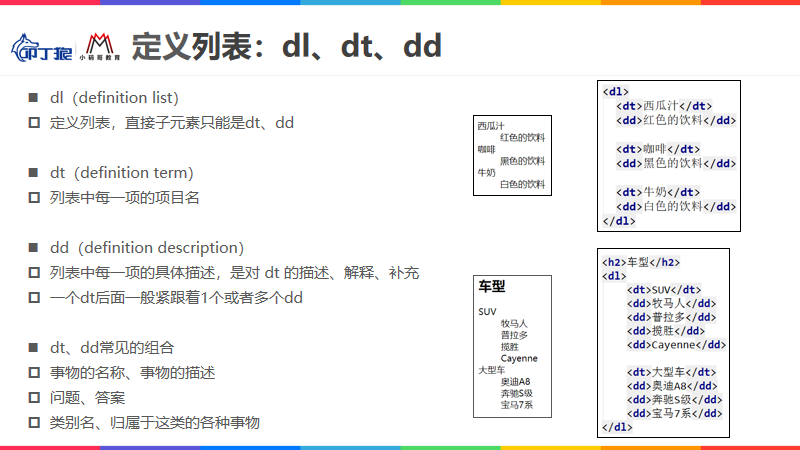 叩丁狼
小码哥教育
定义列表：dl、dt、dd
dl（definition list）
定义列表，直接子元素只能是dt、dd
dt（definition term）
列表中每一项的项目名
dd（definition description）
列表中每一项的具体描述，是对 dt 的描述、解释、补充
一个dt后面一般紧跟着1个或者多个dd
dt、dd常见的组合
事物的名称、事物的描述
问题、答案
类别名、归属于这类的各种事物
西瓜汁
红色的饮料
咖啡
黑色的饮料
牛奶
白色的饮料
<dl>
<dt>西瓜汁</dt>
<dd>红色的饮料</dd>
<dt>咖啡</dt>
<dd>黑色的饮料</dd>
<dt>牛奶</dt>
<dd>白色的饮料</dd>
</dl>
车型
SUV
牧马人
普拉多
揽胜
Cayenne
大型车
奥迪A8
奔驰S级
宝马7系
<h2>车型</h2>
<dl>
<dt>SUV</dt>
<dd>牧马人</dd>
<dd>普拉多</dd>
<dd>揽胜</dd>
<dd>Cayenne</dd>
<dt>大型车</dt>
<dd>奥迪A8</dd>
<dd>奔驰S级</dd>
<dd>宝马7系</dd>
</dl>